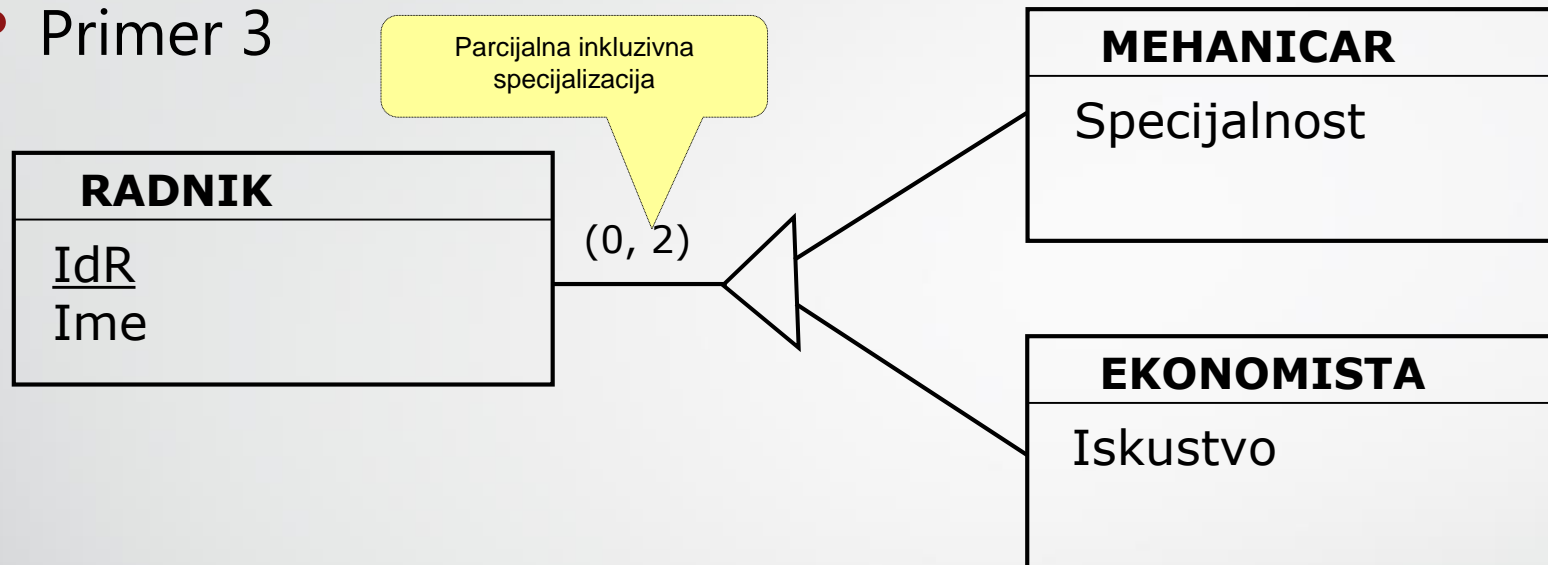 Primer 3
Parcijalna inkluzivna
specijalizacija
RADNIK
IdR
Ime
(0, 2)
MEHANICAR
Specijalnost
EKONOMISTA
Iskustvo